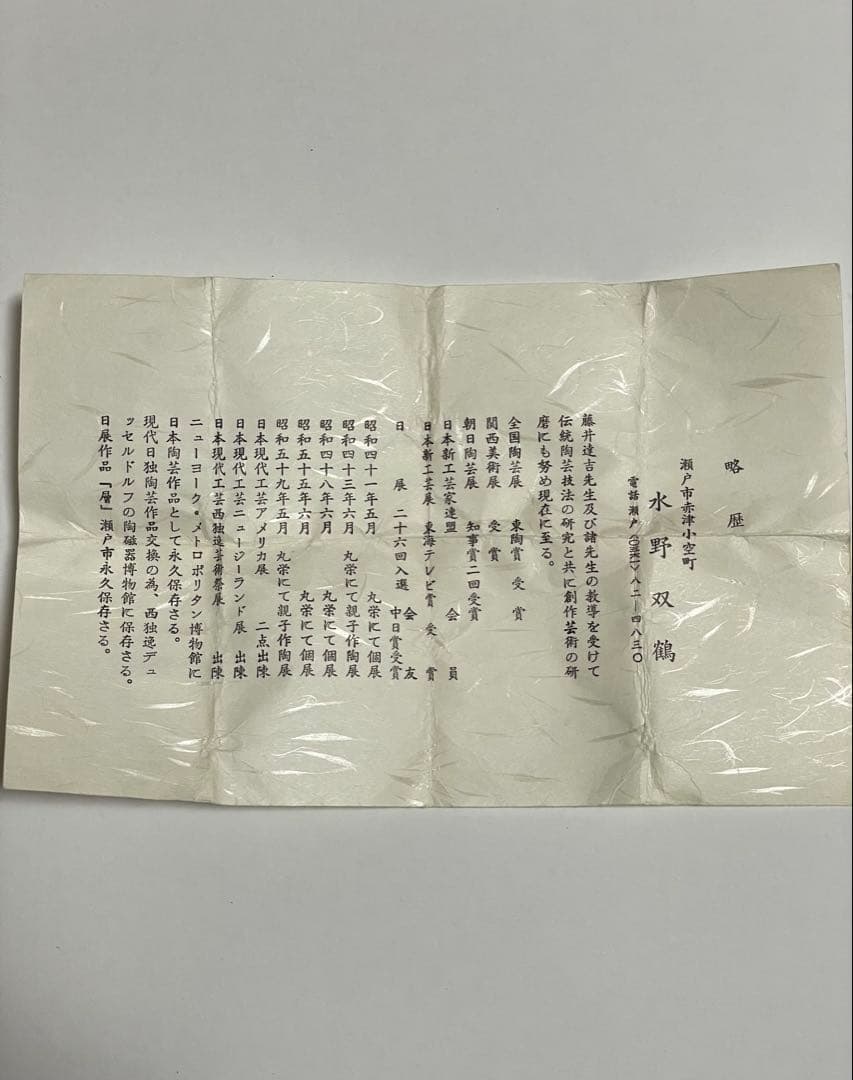 略歴
瀬戸市赤津小空町
水野双鶴
電話瀬戸(〇五六一)八二―四八三〇
藤井達吉先生及び諸先生の教導を受けて
伝統陶芸技法の研究と共に創作芸術の研
磨にも努め現在に至る。
全国陶芸展 東陶賞 受賞
関西美術展 受賞
朝日陶芸展 知事賞二回受賞
日本新工芸家連盟 会員
日本新工芸展 東海テレビ賞 受賞
日展 二十六回入選 会友 中日賞受賞
昭和四十一年五月 丸栄にて個展
昭和四十三年六月 丸栄にて親子作陶展
昭和四十八年六月 丸栄にて個展
昭和五十五年六月 丸栄にて個展
昭和五十九年五月 丸栄にて親子作陶展
日本現代工芸アメリカ展 二点出陳
日本現代工芸ニュージーランド展 出陳
日本現代工芸西独逸芸術祭展 出陳
ニューヨーク・メトロポリタン博物館に
日本陶芸作品として永久保存さる。
現代日独陶芸作品交換の為、西独逸デュ
ッセルドルフの陶磁器博物館に保存さる。
日展作品「層」瀬戸市永久保存さる。